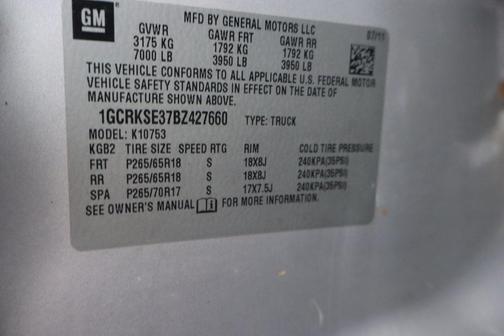 GM
MFD BY GENERAL MOTORS LLC
07/11
GVWR GAWR FRT GAWR RR
3175 KG 1792 KG 1792 KG
7000 LB 3950 LB 3950 LB
THIS VEHICLE CONFORMS TO ALL APPLICABLE U.S. FEDERAL MOTOR
VEHICLE SAFETY STANDARDS IN EFFECT ON THE DATE OF
MANUFACTURE SHOWN ABOVE.
1GCRKSE37BZ427660 TYPE: TRUCK
MODEL: K10753
KGB2 TIRE SIZE SPEED RTG RIM COLD TIRE PRESSURE
FRT P265/65R18 S 18X8J 240KPA(35PSI)
RR P265/65R18 S 18X8J 240KPA(35PSI)
SPA P265/70R17 S 17X7.5J 240KPA(35PSI)
SEE OWNER'S MANUAL FOR MORE INFORMATION.